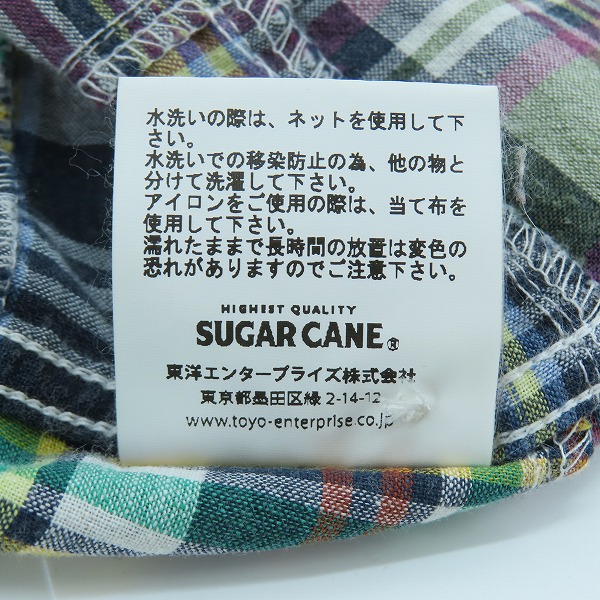 水洗いの際は、ネットを使用して下
さい。
水洗いでの移染防止の為、他の物と
分けて洗濯して下さい。
アイロンをご使用の際は、当て布を
使用して下さい。
濡れたままで長時間の放置は変色の
恐れがありますのでご注意下さい。
HIGHEST QUALITY
SUGAR CANE®
東洋エンタープライズ株式会社
東京都墨田区緑 2-14-12
www.toyo-enterprise.co.jp